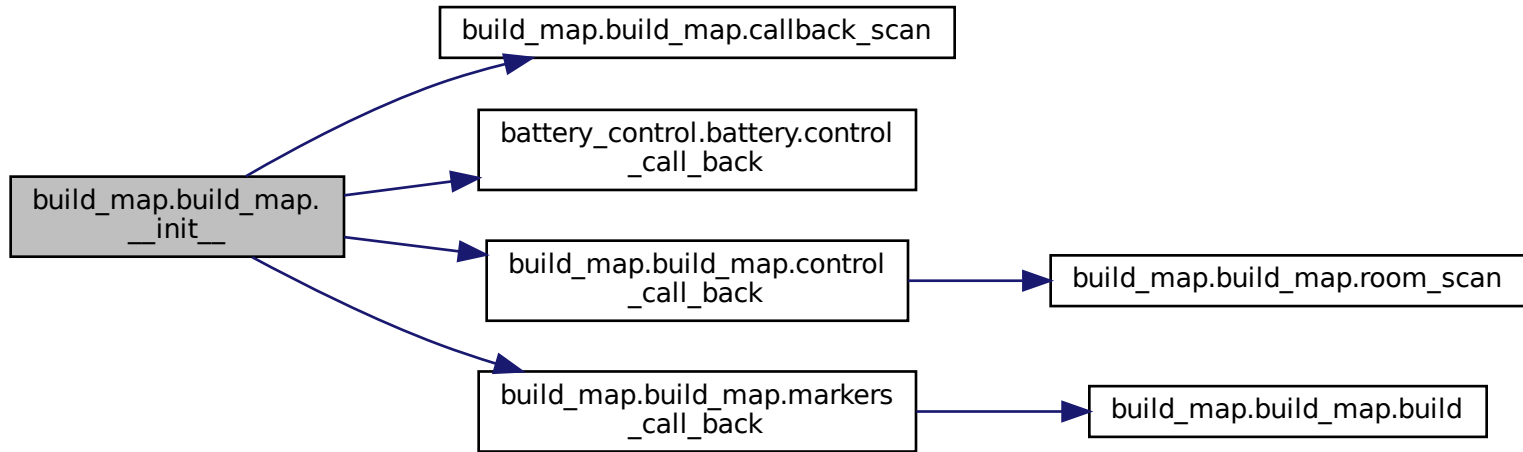 build_map.build_map.callback_scan
battery_control.battery.control
_call_back
build_map.build_map.
__init__
build_map.build_map.control
_call_back
build_map.build_map.room_scan
build_map.build_map.markers
_call_back
build_map.build_map.build